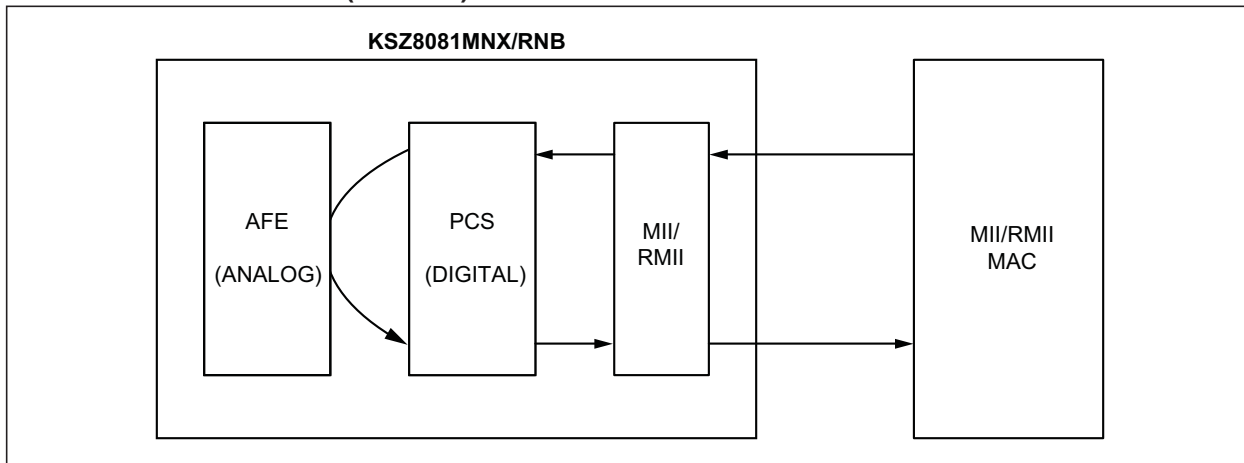 KSZ8081MNX/RNB
AFE
(ANALOG)
PCS
(DIGITAL)
MII/
RMII
MII/RMII
MAC